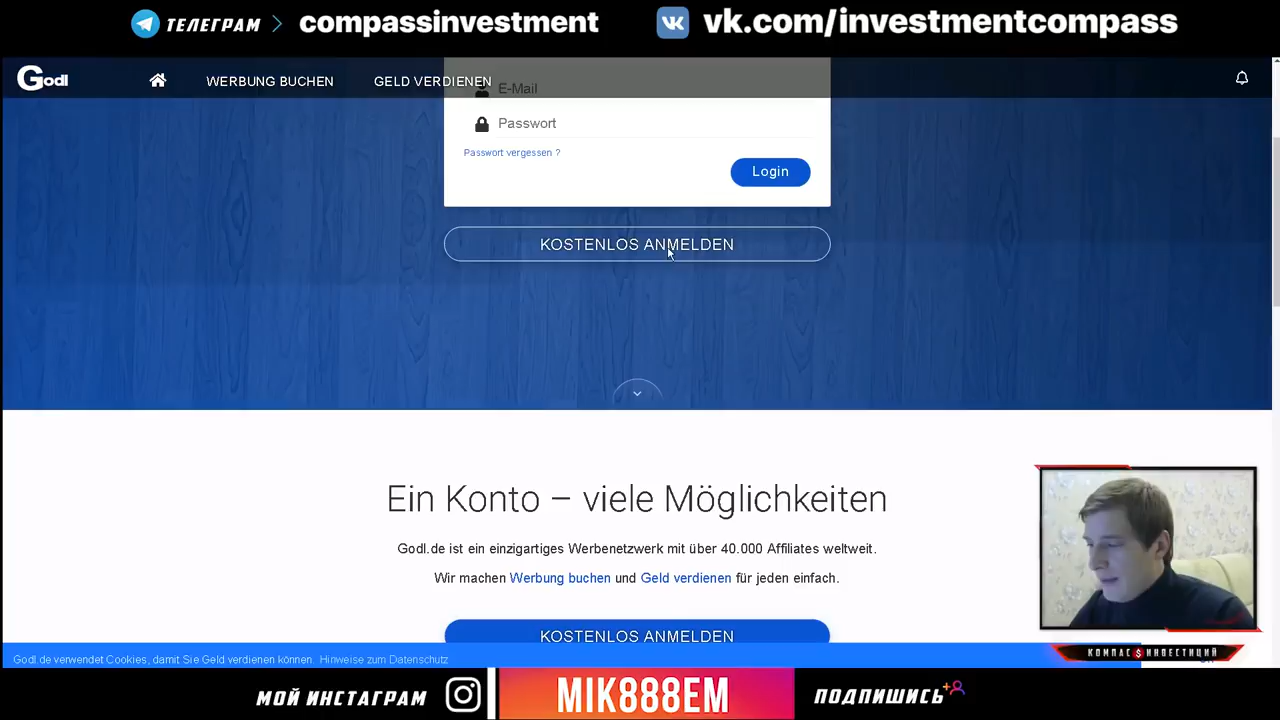 ТЕЛЕГРАМ > compassinvestment
vk.com/investmentcompass
Godl
WERBUNG BUCHEN
GELD VERDIENEN
E-Mail
Passwort
Passwort vergessen ?
Login
KOSTENLOS ANMELDEN
Ein Konto – viele Möglichkeiten
Godl.de ist ein einzigartiges Werbenetzwerk mit über 40.000 Affiliates weltweit.
Wir machen Werbung buchen und Geld verdienen für jeden einfach.
KOSTENLOS ANMELDEN
Godl.de verwendet Cookies, damit Sie Geld verdienen können. Hinweise zum Datenschutz
КОМПАС $ ИНВЕСТИЦИЙ
МОЙ ИНСТАГРАМ
MIK888EM
ПОДПИШИСЬ